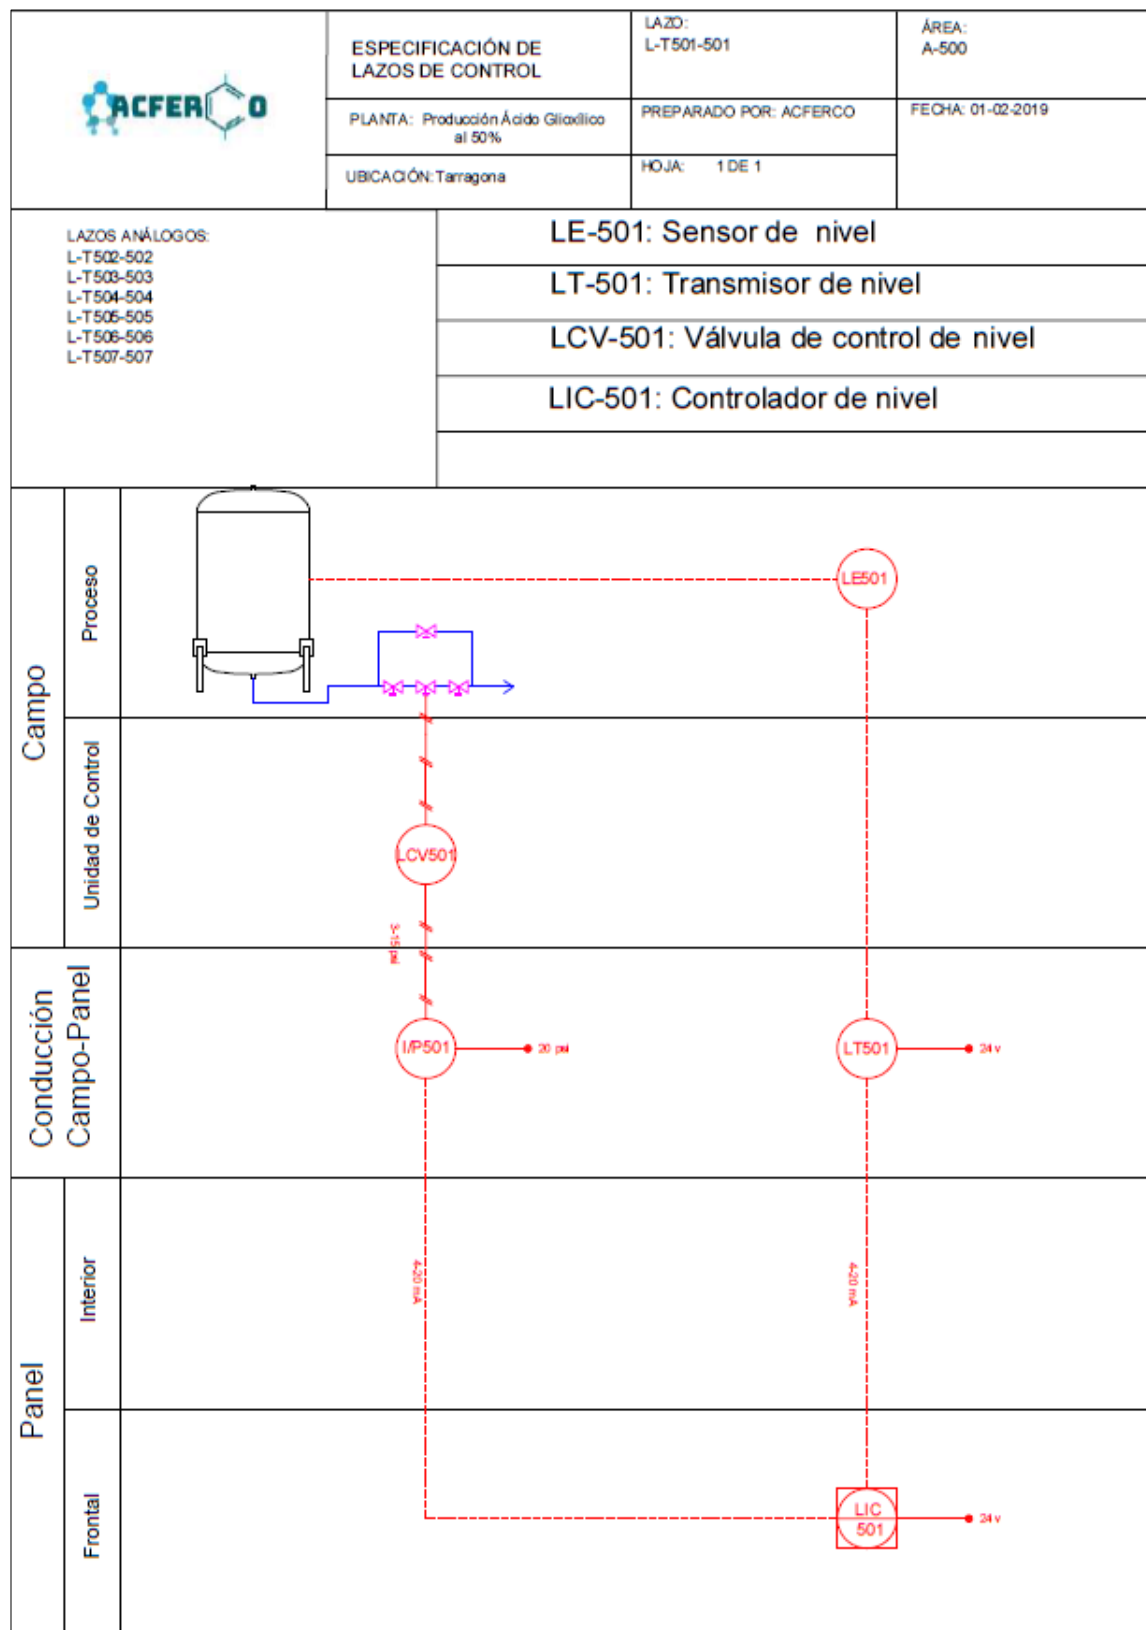 ACFERCO
ESPECIFICACIÓN DE
LAZOS DE CONTROL
LAZO:
L-T501-501
ÁREA:
A-500
PLANTA: Producción Ácido Glioxílico
al 50%
PREPARADO POR: ACFERCO
FECHA: 01-02-2019
UBICACIÓN: Tarragona
HOJA: 1 DE 1
LAZOS ANÁLOGOS:
L-T502-502
L-T503-503
L-T504-504
L-T505-505
L-T506-506
L-T507-507
LE-501: Sensor de nivel
LT-501: Transmisor de nivel
LCV-501: Válvula de control de nivel
LIC-501: Controlador de nivel
Campo
Proceso
LE501
Unidad de Control
LCV501
3-15 psi
Conducción
Campo-Panel
I/P501
20 psi
LT501
24 v
Panel
Interior
4-20 mA
4-20 mA
Frontal
LIC
501
24 v